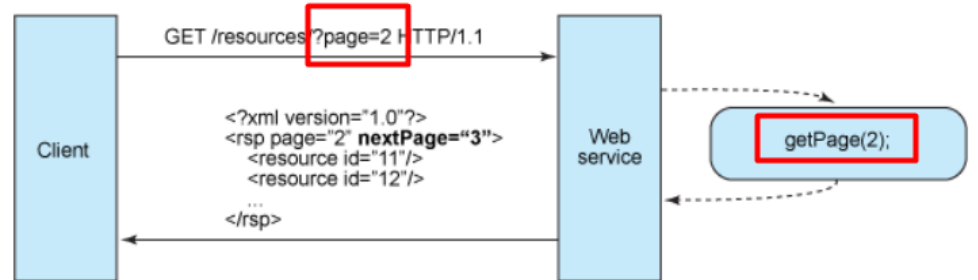 GET /resources/?page=2 HTTP/1.1
<?xml version="1.0"?>
<rsp page="2" nextPage="3">
<resource id="11"/>
<resource id="12"/>
...
</rsp>
Client
Web
service
getPage(2);